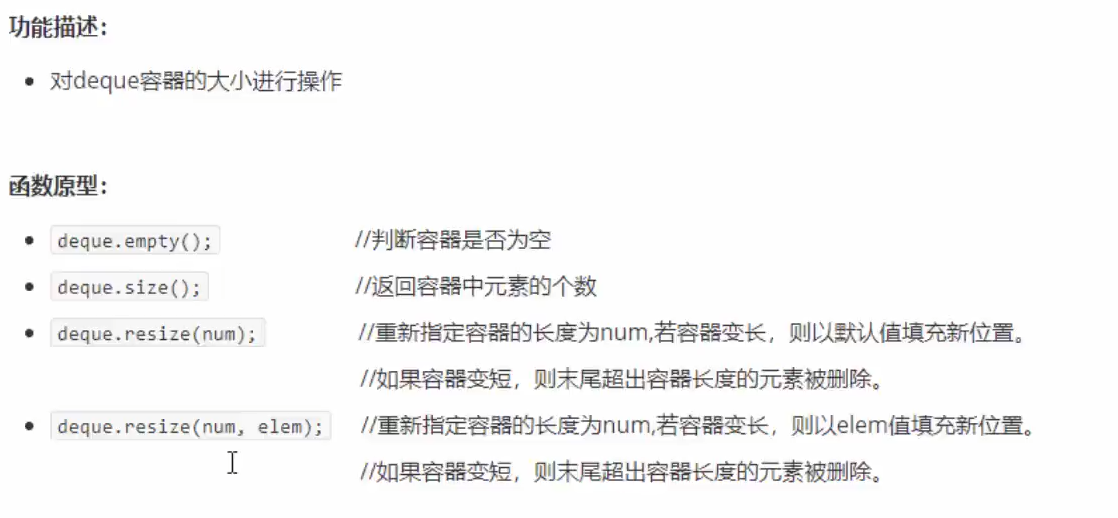 功能描述：
对deque容器的大小进行操作
函数原型：
deque.empty(); //判断容器是否为空
deque.size(); //返回容器中元素的个数
deque.resize(num); //重新指定容器的长度为num,若容器变长，则以默认值填充新位置。
//如果容器变短，则末尾超出容器长度的元素被删除。
deque.resize(num, elem); //重新指定容器的长度为num,若容器变长，则以elem值填充新位置。
//如果容器变短，则末尾超出容器长度的元素被删除。